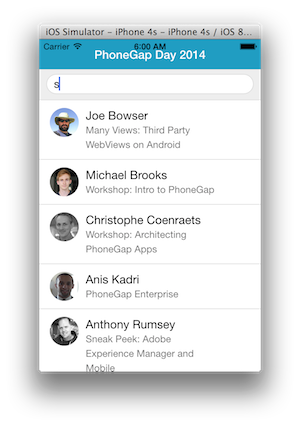 iOS Simulator - iPhone 4s - iPhone 4s / iOS 8...
Carrier 6:00 AM
PhoneGap Day 2014
s
Joe Bowser
Many Views: Third Party
WebViews on Android
Michael Brooks
Workshop: Intro to PhoneGap
Christophe Coenraets
Workshop: Architecting
PhoneGap Apps
Anis Kadri
PhoneGap Enterprise
Anthony Rumsey
Sneak Peek: Adobe
Experience Manager and
Mobile